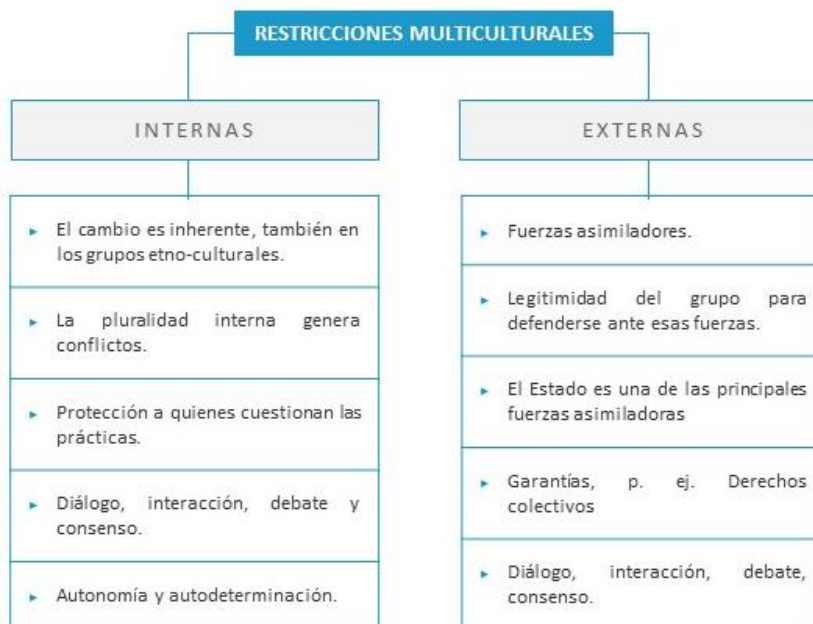 RESTRICCIONES MULTICULTURALES
INTERNAS
El cambio es inherente, también en
los grupos etno-culturales.
La pluralidad interna genera
conflictos.
Protección a quienes cuestionan las
prácticas.
Diálogo, interacción, debate y
consenso.
Autonomía y autodeterminación.
EXTERNAS
Fuerzas asimiladores.
Legitimidad del grupo para
defenderse ante esas fuerzas.
El Estado es una de las principales
fuerzas asimiladoras
Garantías, p. ej. Derechos
colectivos
Diálogo, interacción, debate,
consenso.